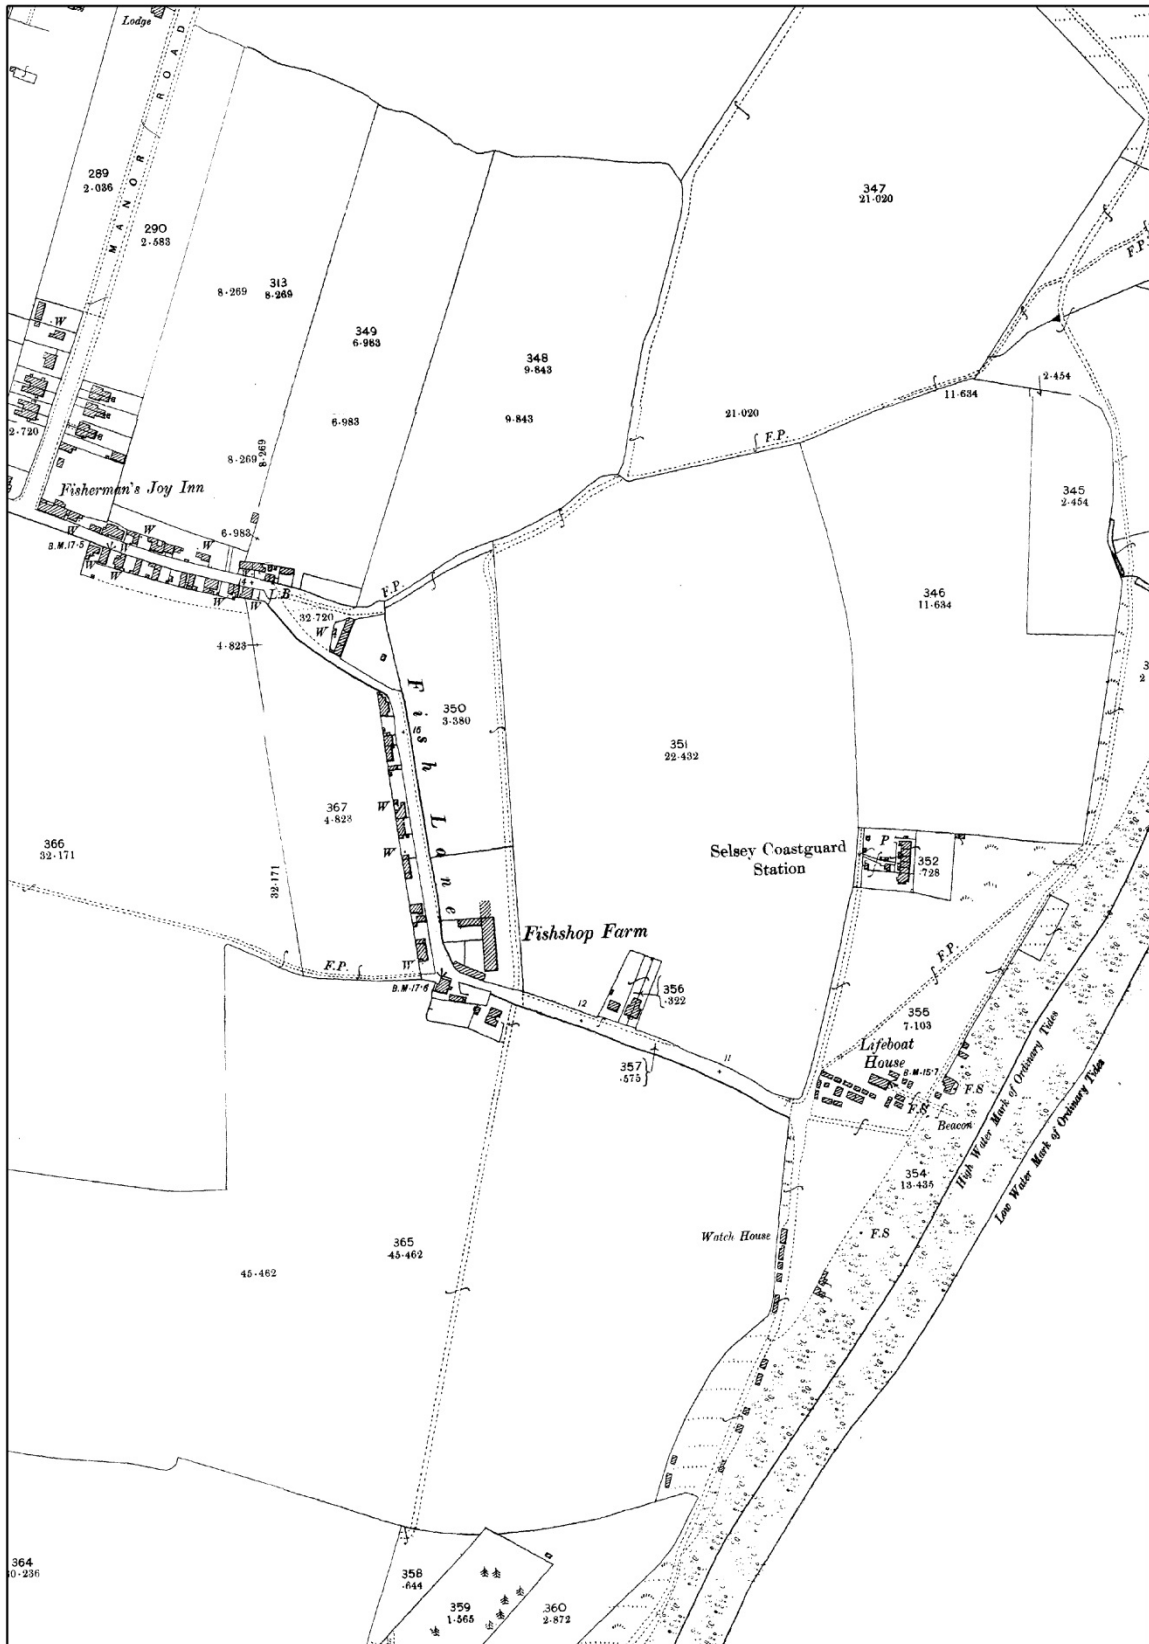 Lodge
MANOR ROAD
289
2·036
290
2·583
347
21·020
F.P.
313
8·269
8·269
349
6·983
348
9·843
W
2·454
11·634
21·020
F.P.
6·983
9·843
2·720
8·269
8·269
345
2·454
Fisherman's Joy Inn
6·983
W
W
W
W
B.M.17·5
W
W
W
14
L.B
W
W
F.P.
346
11·634
32·720
W
4·823
Fish Lane
350
3·380
15
351
22·432
367
4·823
W
366
32·171
W
Selsey Coastguard
Station
P
352
·728
32·171
Fishshop Farm
F.P.
F.P.
W
B.M.17·6
356
·322
12
355
7·103
357
·575
11
Lifeboat
House
B.M.15·7
F.S
F.S.
Beacon
High Water Mark of Ordinary Tides
Low Water Mark of Ordinary Tides
354
13·435
F.S
Watch House
365
45·462
45·462
364
358
·644
359
1·565
360
2·872